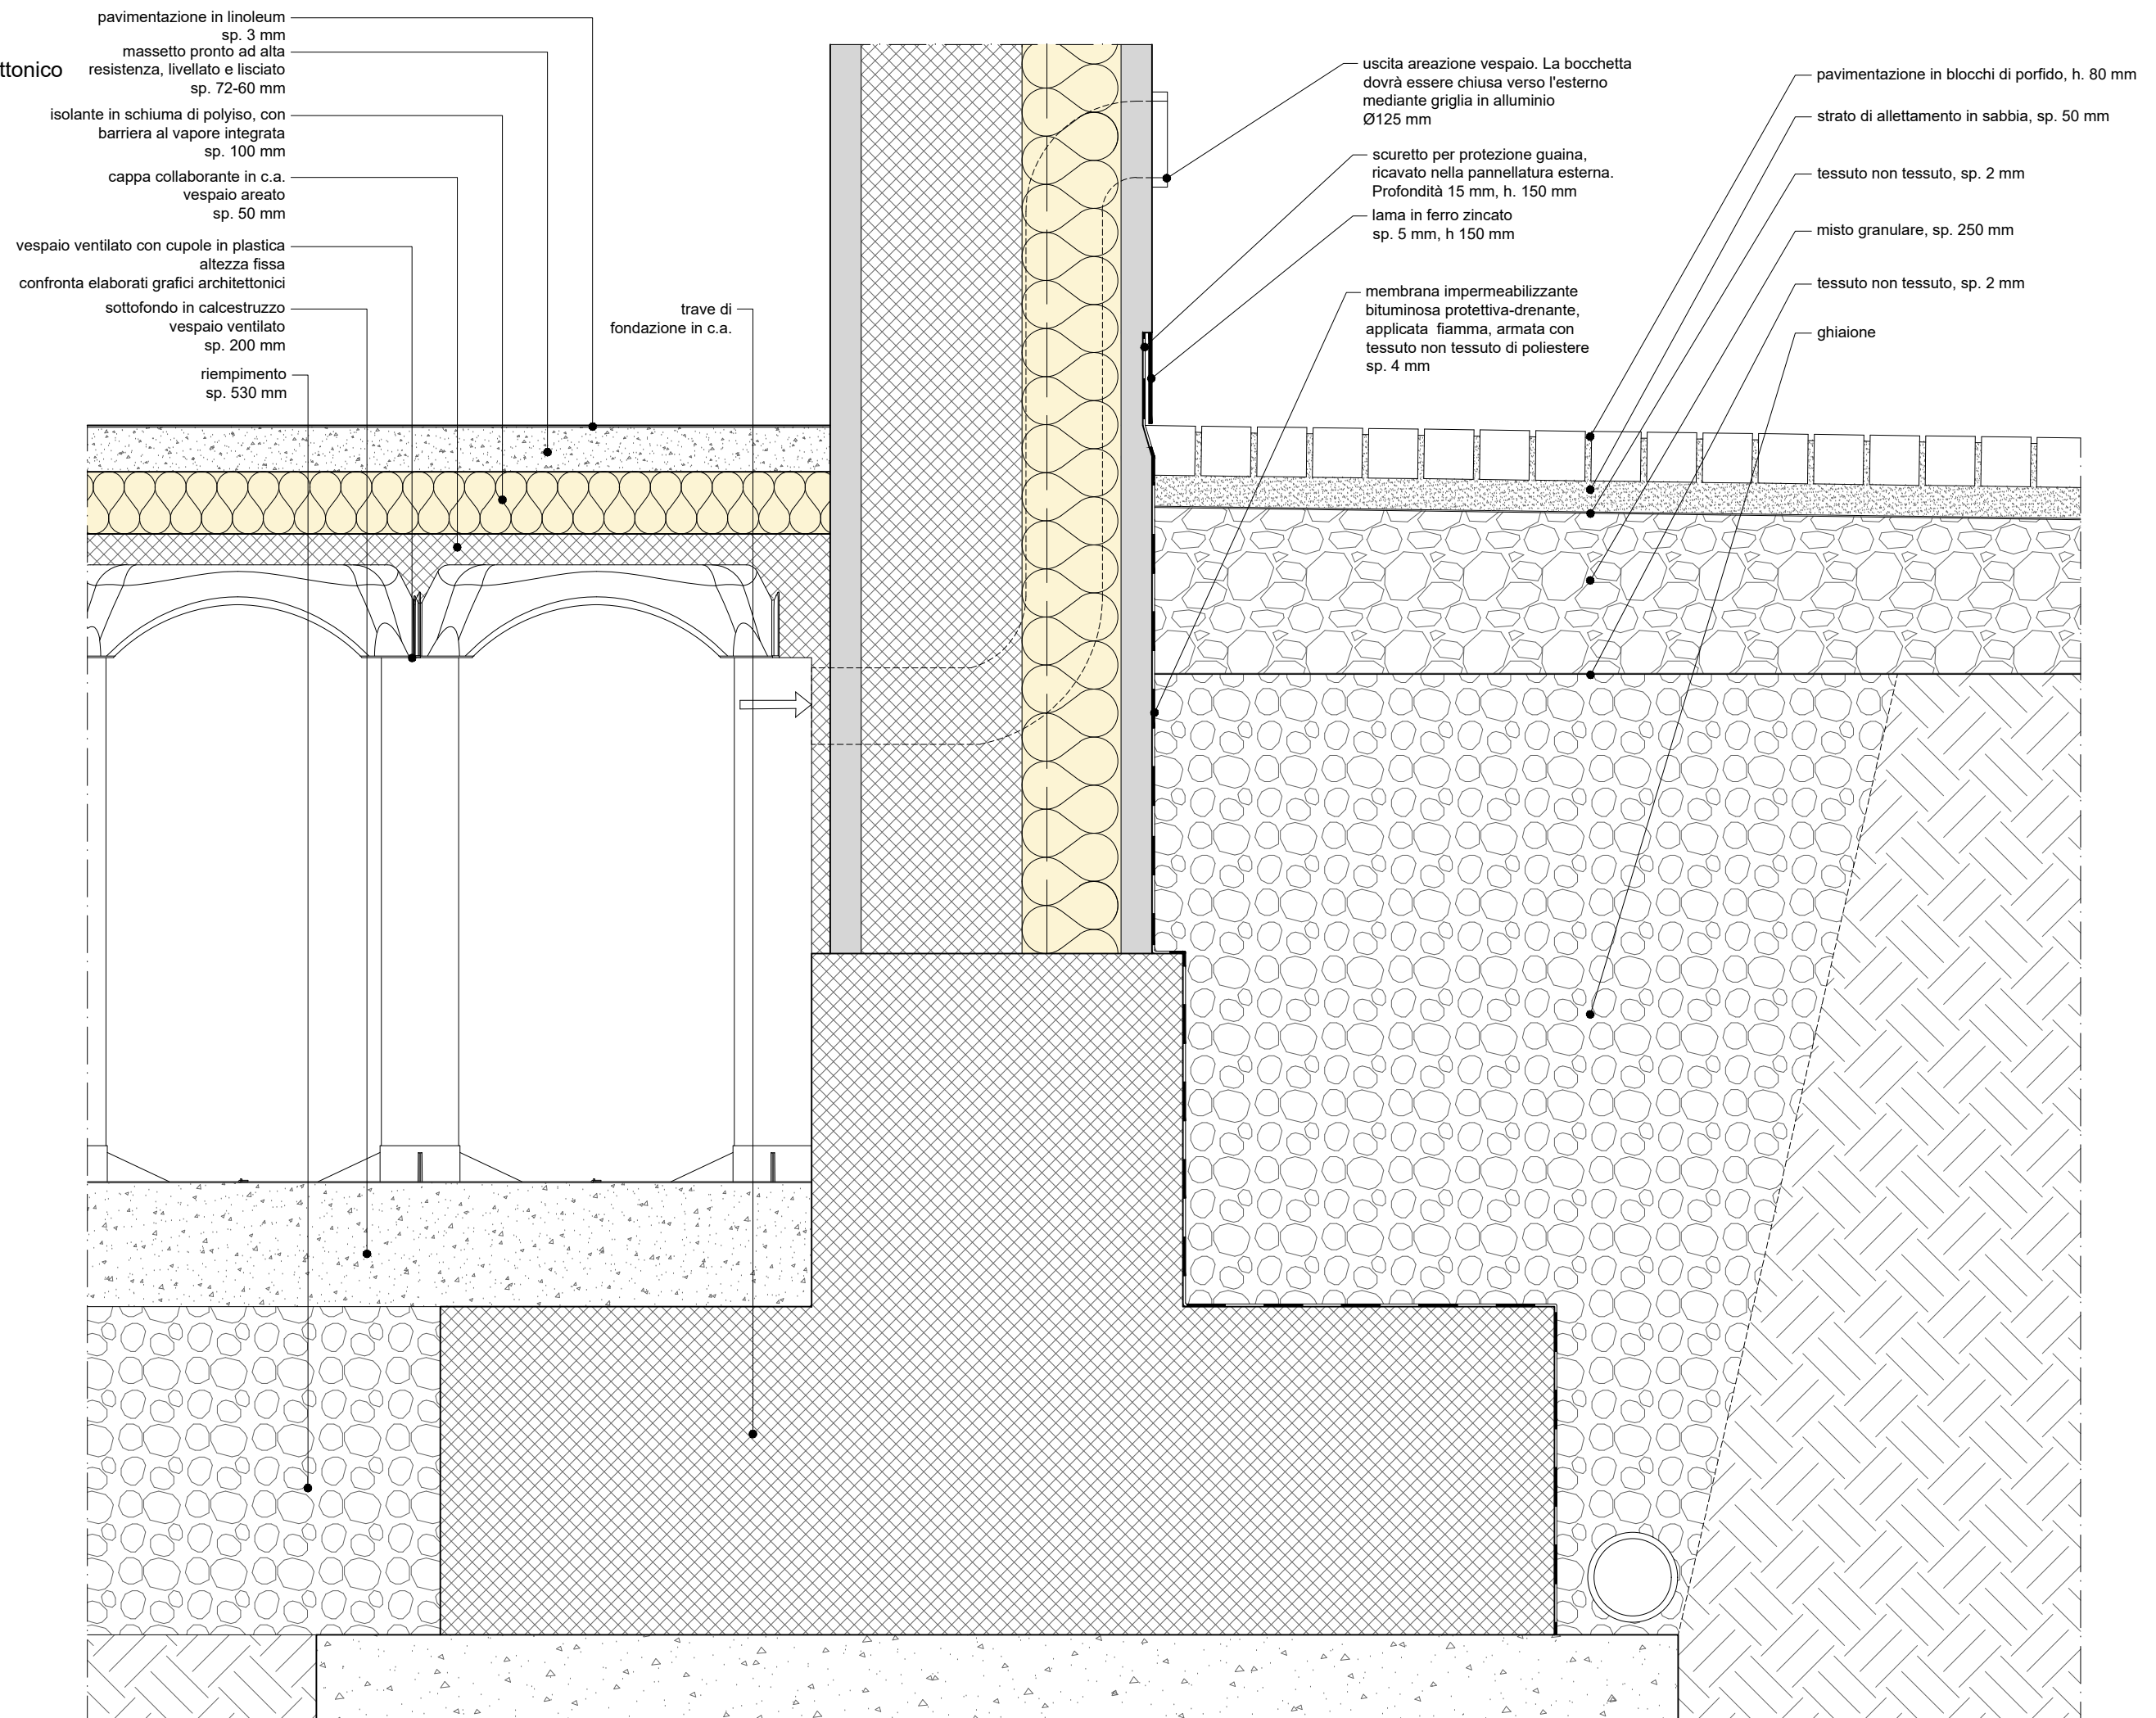 pavimentazione in linoleum
sp. 3 mm
massetto pronto ad alta
resistenza, livellato e lisciato
sp. 72-60 mm
ttonico
isolante in schiuma di polyiso, con
barriera al vapore integrata
sp. 100 mm
cappa collaborante in c.a.
vespaio areato
sp. 50 mm
vespaio ventilato con cupole in plastica
altezza fissa
confronta elaborati grafici architettonici
sottofondo in calcestruzzo
vespaio ventilato
sp. 200 mm
riempimento
sp. 530 mm
trave di
fondazione in c.a.
uscita areazione vespaio. La bocchetta
dovrà essere chiusa verso l'esterno
mediante griglia in alluminio
Ø125 mm
scuretto per protezione guaina,
ricavato nella pannellatura esterna.
Profondità 15 mm, h. 150 mm
lama in ferro zincato
sp. 5 mm, h 150 mm
membrana impermeabilizzante
bituminosa protettiva-drenante,
applicata fiamma, armata con
tessuto non tessuto di poliestere
sp. 4 mm
pavimentazione in blocchi di porfido, h. 80 mm
strato di allettamento in sabbia, sp. 50 mm
tessuto non tessuto, sp. 2 mm
misto granulare, sp. 250 mm
tessuto non tessuto, sp. 2 mm
ghiaione